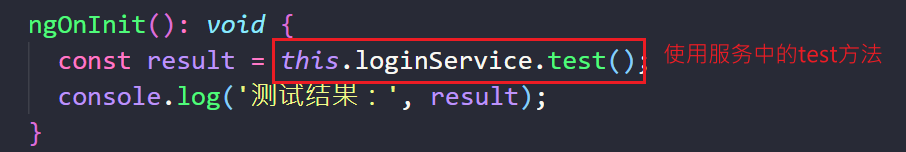 ngOnInit(): void {
const result = this.loginService.test(); 使用服务中的test方法
console.log('测试结果：', result);
}